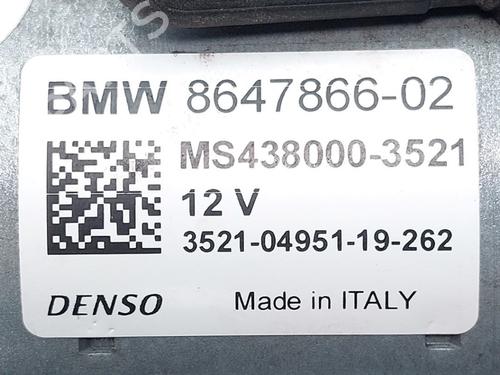 BMW 8647866-02
MS438000-3521
12 V
3521-04951-19-262
DENSO Made in ITALY